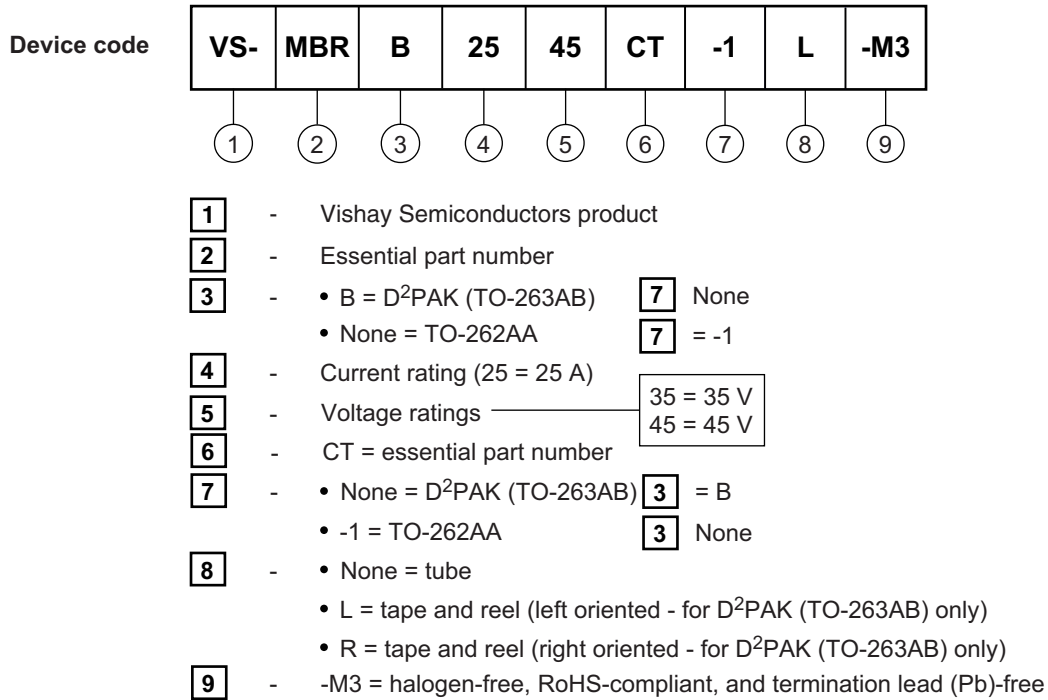 Device code VS- MBR B 25 45 CT -1 L -M3
1 2 3 4 5 6 7 8 9
1 - Vishay Semiconductors product
2 - Essential part number
3 - • B = D2PAK (TO-263AB) 7 None
• None = TO-262AA 7 = -1
4 - Current rating (25 = 25 A)
35 = 35 V
5 - Voltage ratings
45 = 45 V
6 - CT = essential part number
7 - • None = D2PAK (TO-263AB) 3 = B
• -1 = TO-262AA 3 None
8 - • None = tube
• L = tape and reel (left oriented - for D2PAK (TO-263AB) only)
• R = tape and reel (right oriented - for D2PAK (TO-263AB) only)
9 - -M3 = halogen-free, RoHS-compliant, and termination lead (Pb)-free